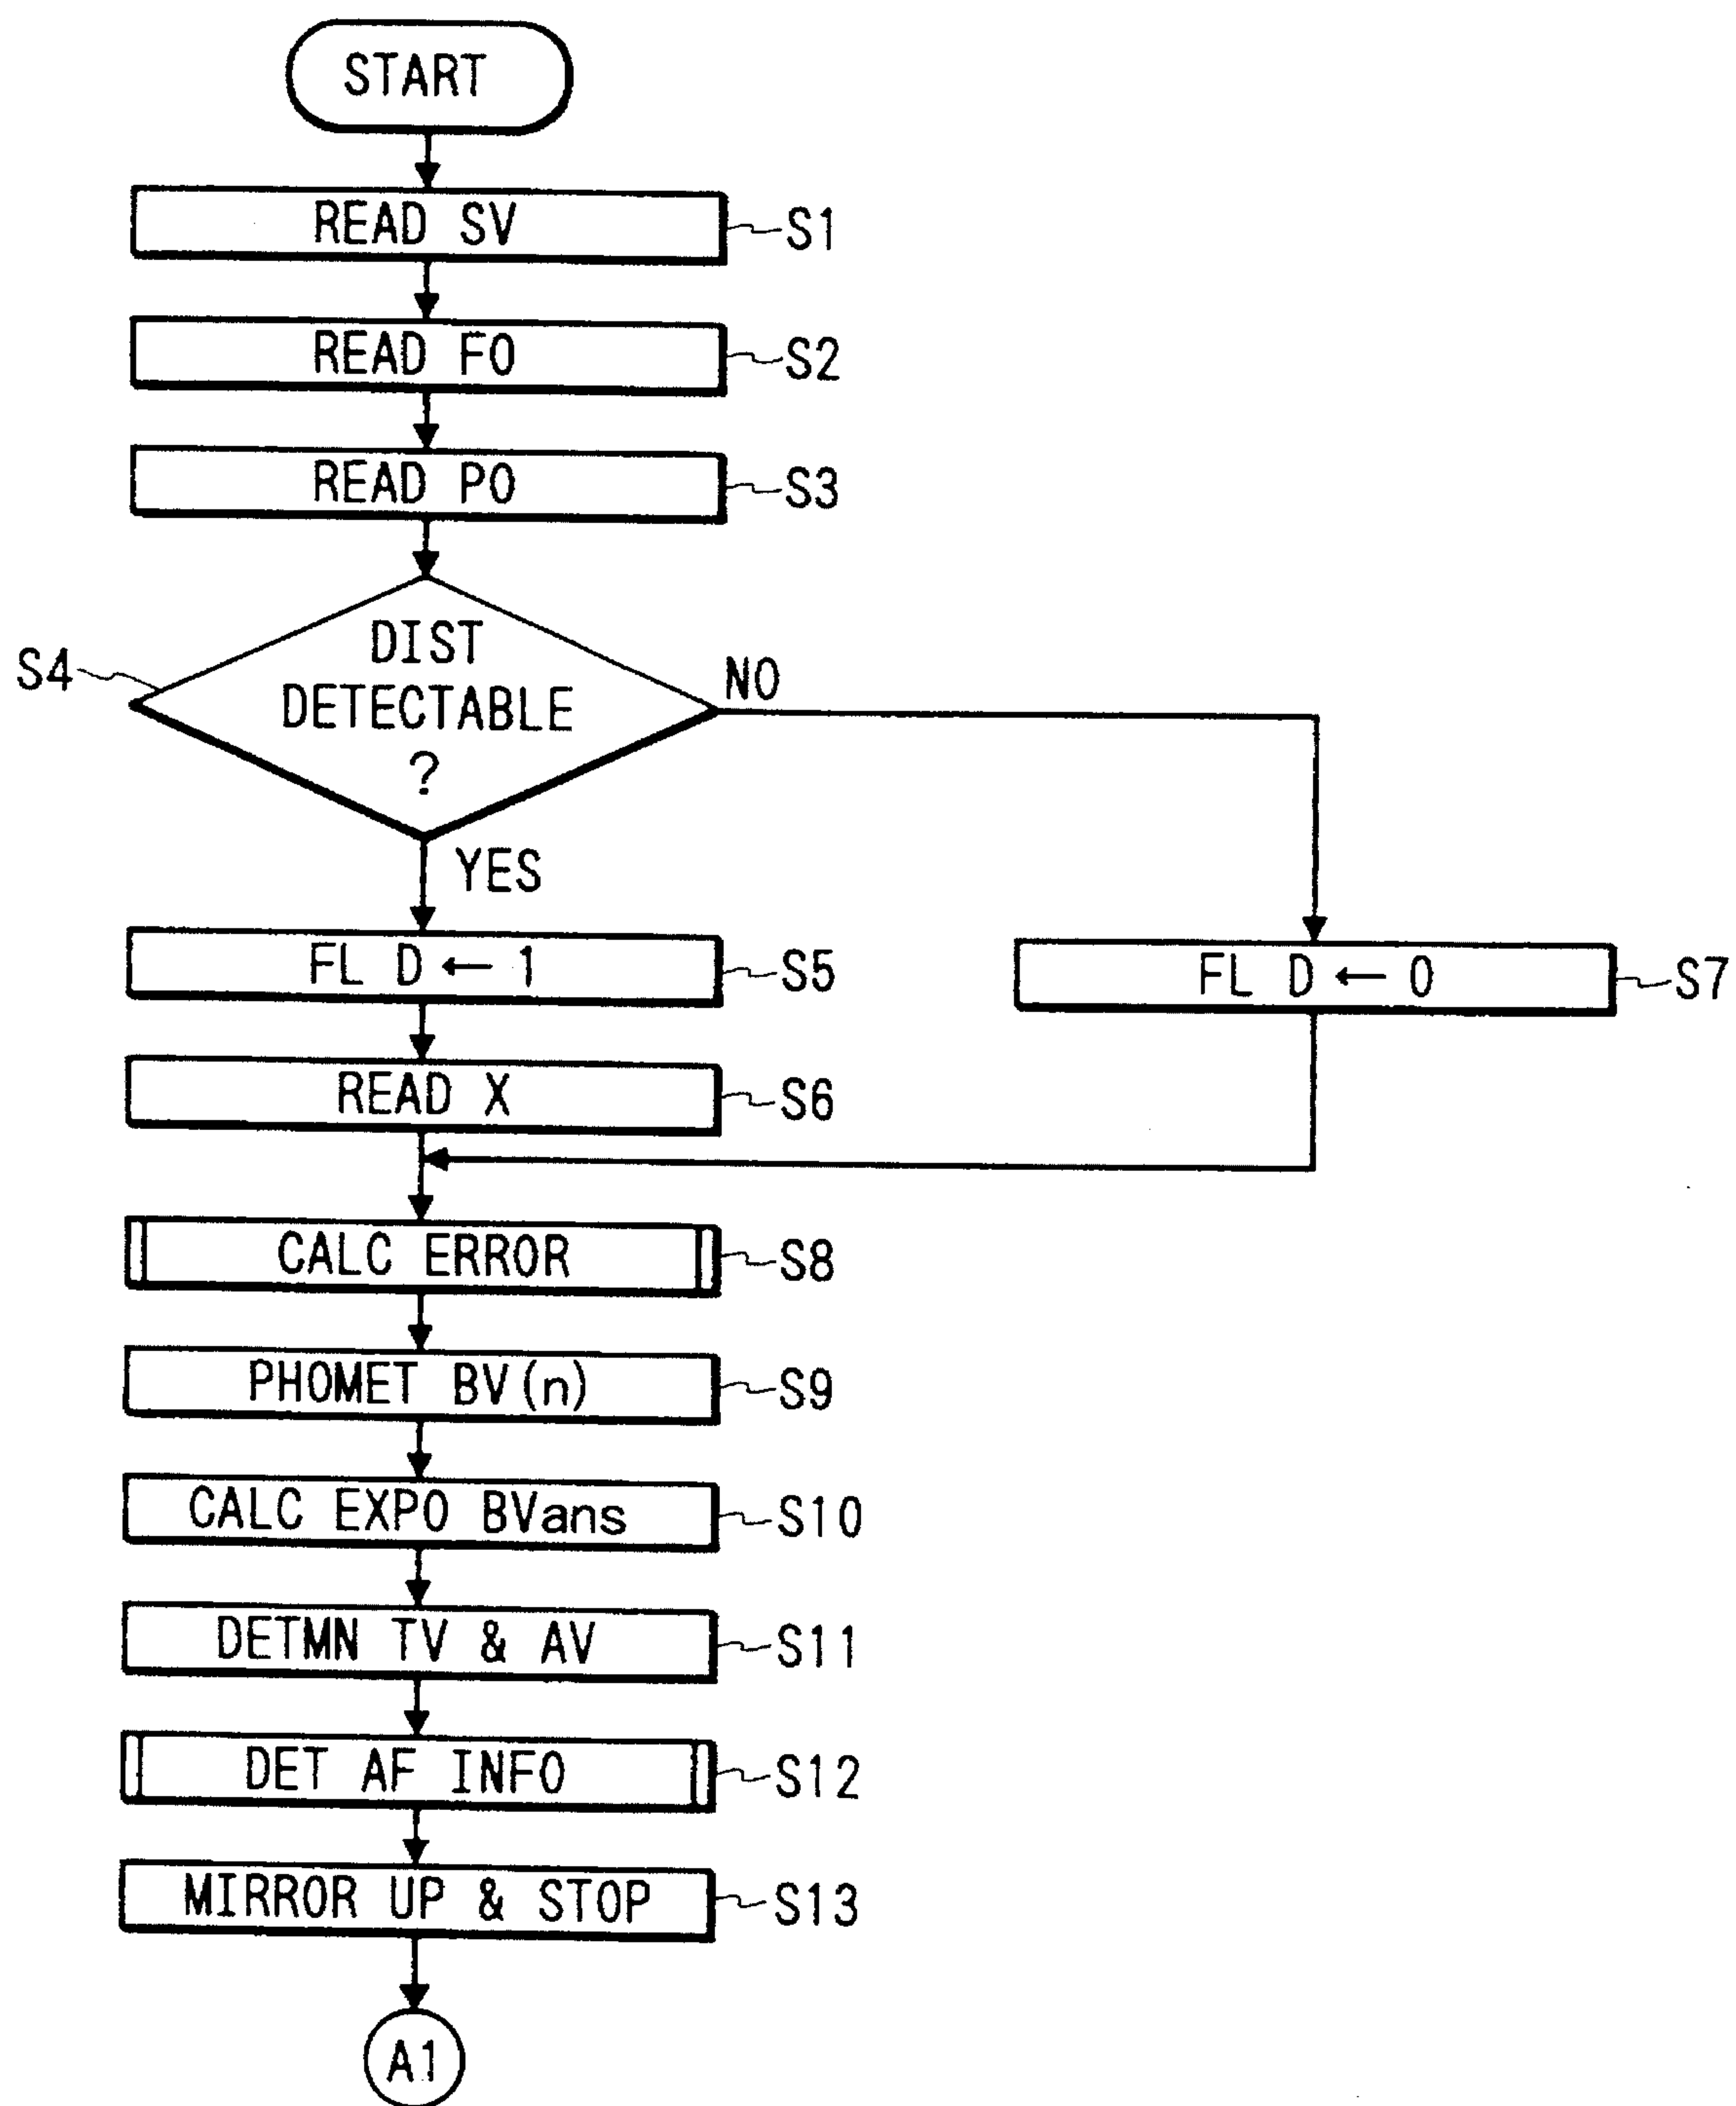 START
READ SV
S1
READ F0
S2
READ P0
S3
DIST
DETECTABLE
?
S4
NO
YES
FL D ← 1
S5
FL D ← 0
S7
READ X
S6
CALC ERROR
S8
PHOMET BV(n)
S9
CALC EXPO BVans
S10
DETMN TV & AV
S11
DET AF INFO
S12
MIRROR UP & STOP
S13
A1